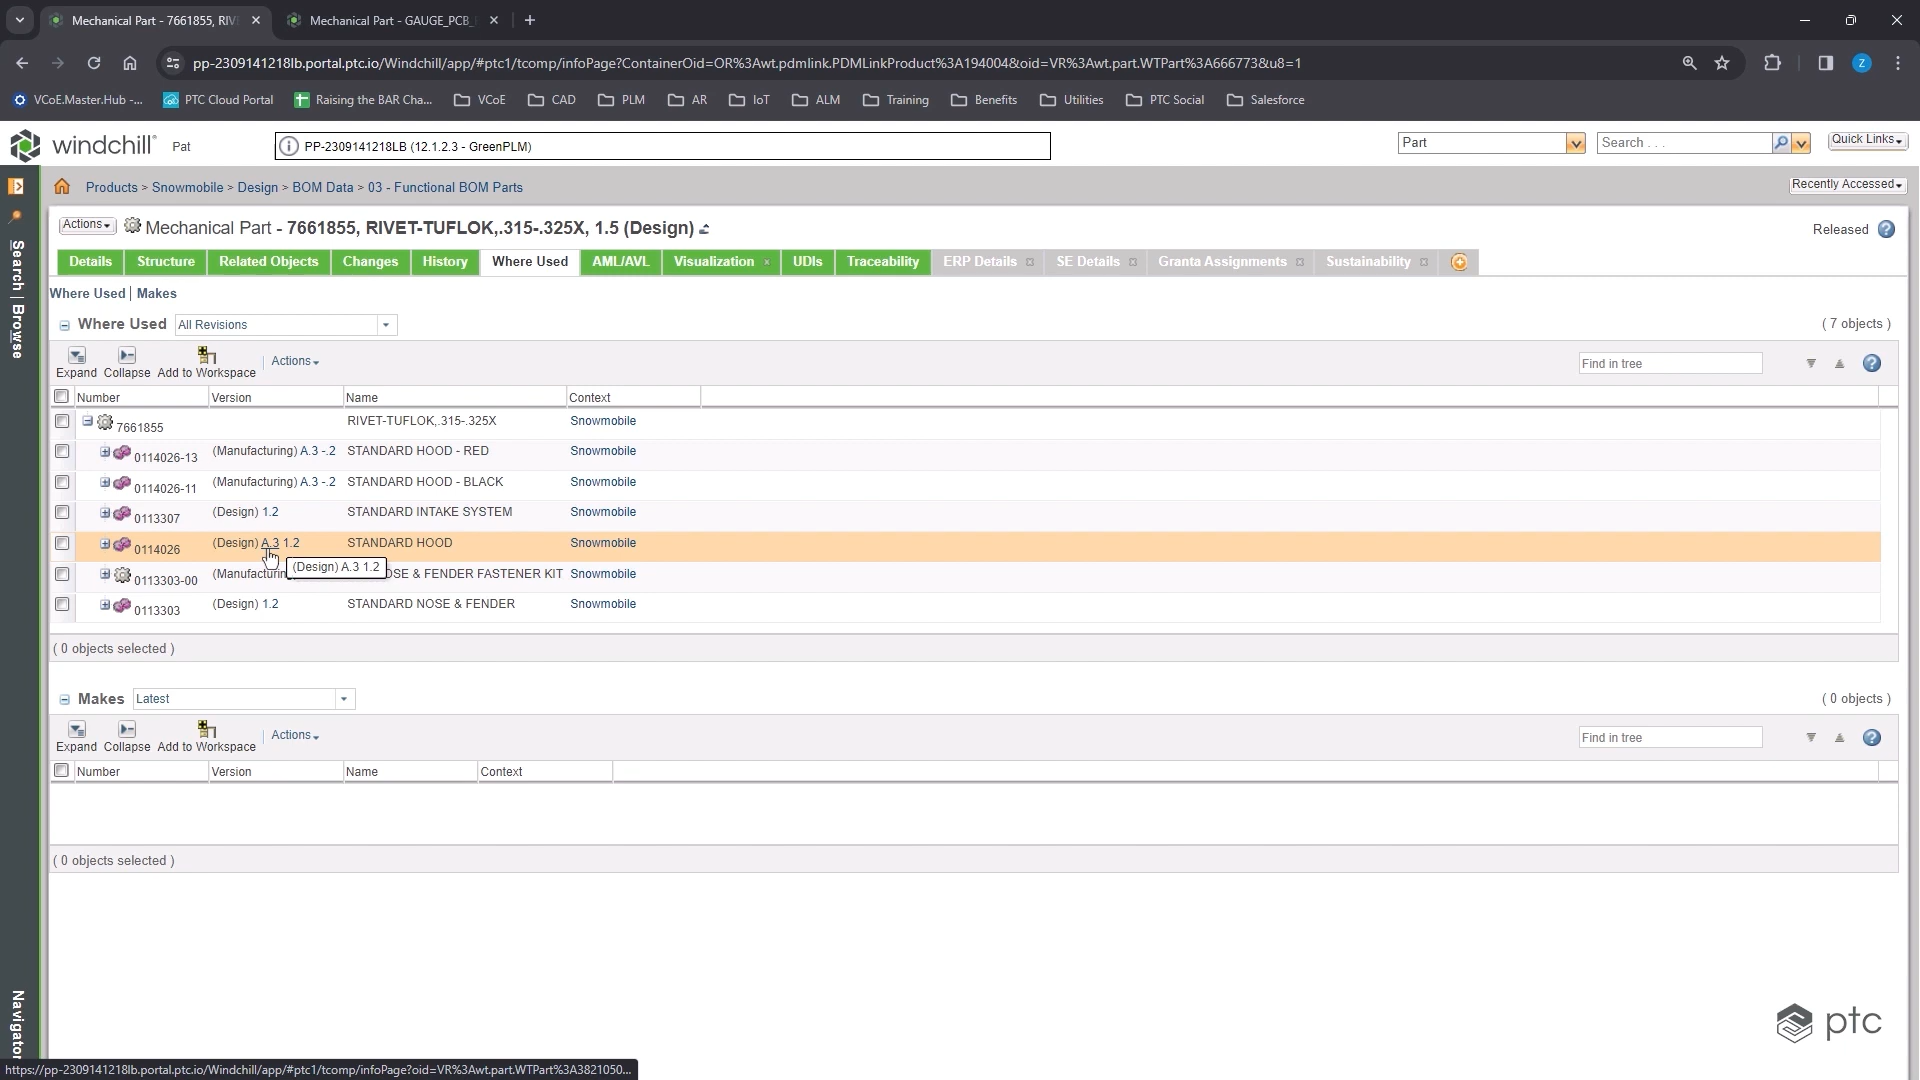 Mechanical Part - 7661855, RIV
Mechanical Part - GAUGE_PCB_
pp-2309141218lb.portal.ptc.io/Windchill/app/#ptc1/tcomp/infoPage?ContainerOid=OR%3Awt.pdmlink.PDMLinkProduct%3A194004&oid=VR%3Awt.part.WTPart%3A666773&u8=1
Z
VCoE.Master.Hub -... PTC Cloud Portal Raising the BAR Cha... VCoE CAD PLM AR IoT ALM Training Benefits Utilities PTC Social Salesforce
windchill® Pat PP-2309141218LB (12.1.2.3 - GreenPLM) Part Search . . . Quick Links
Products > Snowmobile > Design > BOM Data > 03 - Functional BOM Parts Recently Accessed
Actions Mechanical Part - 7661855, RIVET-TUFLOK,.315-.325X, 1.5 (Design) Released
Details Structure Related Objects Changes History Where Used AML/AVL Visualization UDIs Traceability ERP Details SE Details Granta Assignments Sustainability
Search | Browse
Where Used | Makes
Where Used All Revisions ( 7 objects )
Expand Collapse Add to Workspace Actions Find in tree
Number Version Name Context
7661855 RIVET-TUFLOK,.315-.325X Snowmobile
0114026-13 (Manufacturing) A.3 -.2 STANDARD HOOD - RED Snowmobile
0114026-11 (Manufacturing) A.3 -.2 STANDARD HOOD - BLACK Snowmobile
0113307 (Design) 1.2 STANDARD INTAKE SYSTEM Snowmobile
0114026 (Design) A.3 1.2 STANDARD HOOD Snowmobile
(Design) A.3 1.2
0113303-00 (Manufacturin OSE & FENDER FASTENER KIT Snowmobile
0113303 (Design) 1.2 STANDARD NOSE & FENDER Snowmobile
( 0 objects selected )
Makes Latest ( 0 objects )
Expand Collapse Add to Workspace Actions Find in tree
Number Version Name Context
( 0 objects selected )
Navigator
ptc
https://pp-2309141218lb.portal.ptc.io/Windchill/app/#ptc1/tcomp/infoPage?oid=VR%3Awt.part.WTPart%3A3821050...